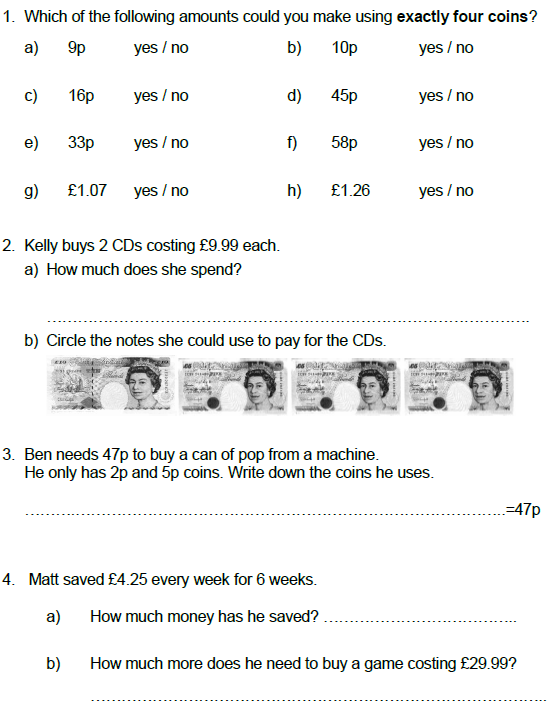 1. Which of the following amounts could you make using exactly four coins?
a) 9p yes / no b) 10p yes / no
c) 16p yes / no d) 45p yes / no
e) 33p yes / no f) 58p yes / no
g) £1.07 yes / no h) £1.26 yes / no
2. Kelly buys 2 CDs costing £9.99 each.
a) How much does she spend?
b) Circle the notes she could use to pay for the CDs.
3. Ben needs 47p to buy a can of pop from a machine.
He only has 2p and 5p coins. Write down the coins he uses.
=47p
4. Matt saved £4.25 every week for 6 weeks.
a) How much money has he saved?
b) How much more does he need to buy a game costing £29.99?